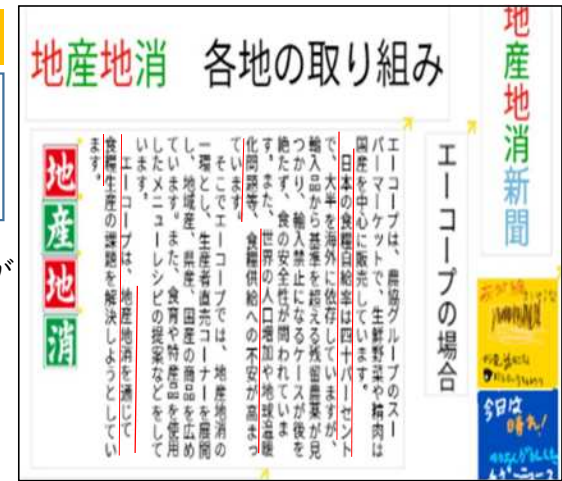 地産地消　各地の取り組み
地産地消新聞
エーコープの場合
エーコープは、農協グループのスー
パーマーケットで、生鮮野菜や精肉は
国産を中心に販売しています。
日本の食糧自給率は四十パーセント
で、大半を海外に依存していますが、
輸入品から基準を超える残留農薬が見
つかり、輸入禁止になるケースが後を
絶たず、食の安全性が問われていま
す。また、世界の人口増加や地球温暖
化問題等、食糧供給への不安が高まっ
ています。
そこでエーコープでは、地産地消の
一環とし、生産者直売コーナーを展開
し、地域産、県産、国産の商品を広め
ています。また、食育や特産品を使用
したメニューレシピの提案などをして
います。
エーコープは、地産地消を通じて
食糧生産の課題を解決しようとしてい
ます。
地産地消
が
今日は
晴れ！